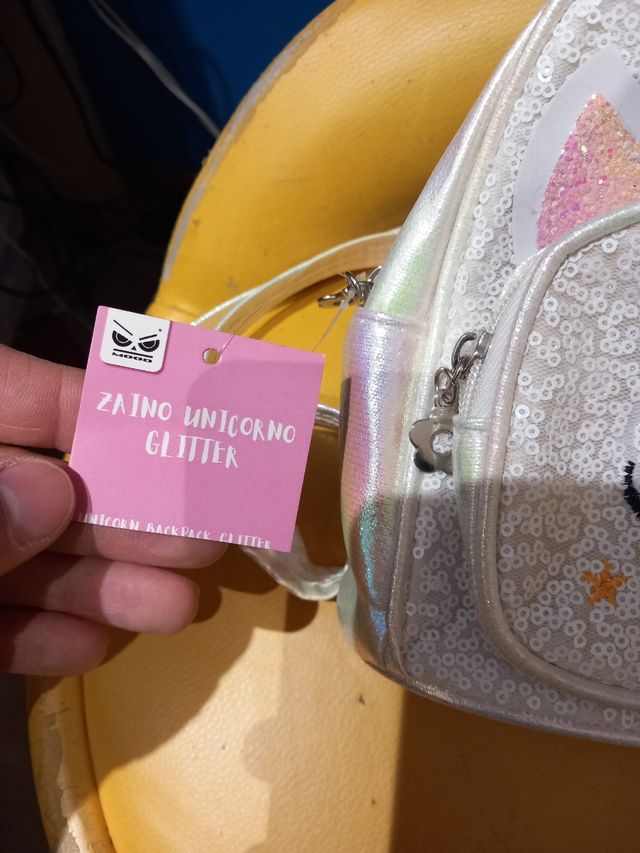 MOOD
ZAINO UNICORNO
GLITTER
UNICORN BACKPACK GLITTER